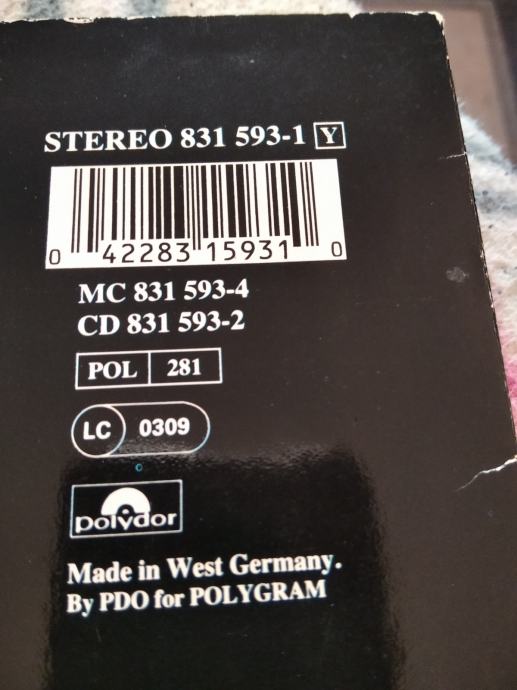 STEREO 831 593-1 Y
0 42283 15931 0
MC 831 593-4
CD 831 593-2
POL 281
LC 0309
polydor
Made in West Germany.
By PDO for POLYGRAM